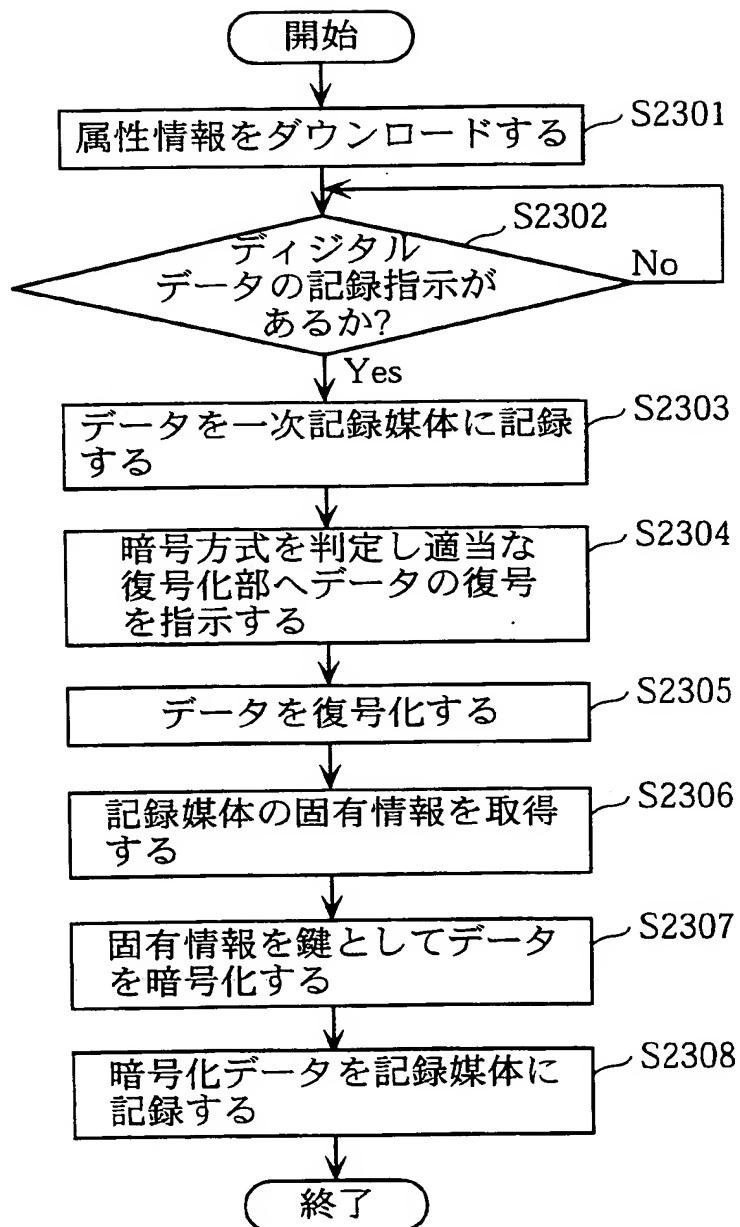 開始
属性情報をダウンロードする
S2301
S2302
ディジタル
データの記録指示が
あるか?
No
Yes
データを一次記録媒体に記録
する
S2303
暗号方式を判定し適当な
復号化部へデータの復号
を指示する
S2304
データを復号化する
S2305
記録媒体の固有情報を取得
する
S2306
固有情報を鍵としてデータ
を暗号化する
S2307
暗号化データを記録媒体に
記録する
S2308
終了